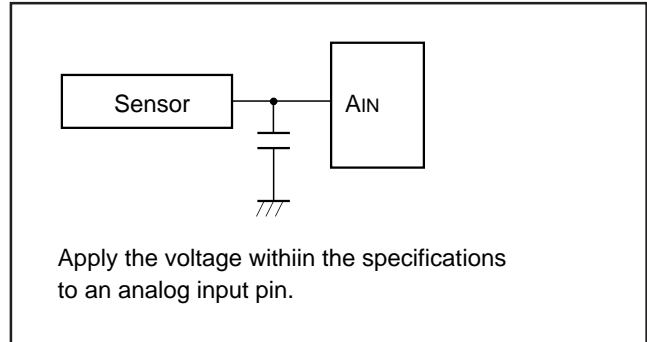 Sensor
AIN
Apply the voltage withiin the specifications
to an analog input pin.